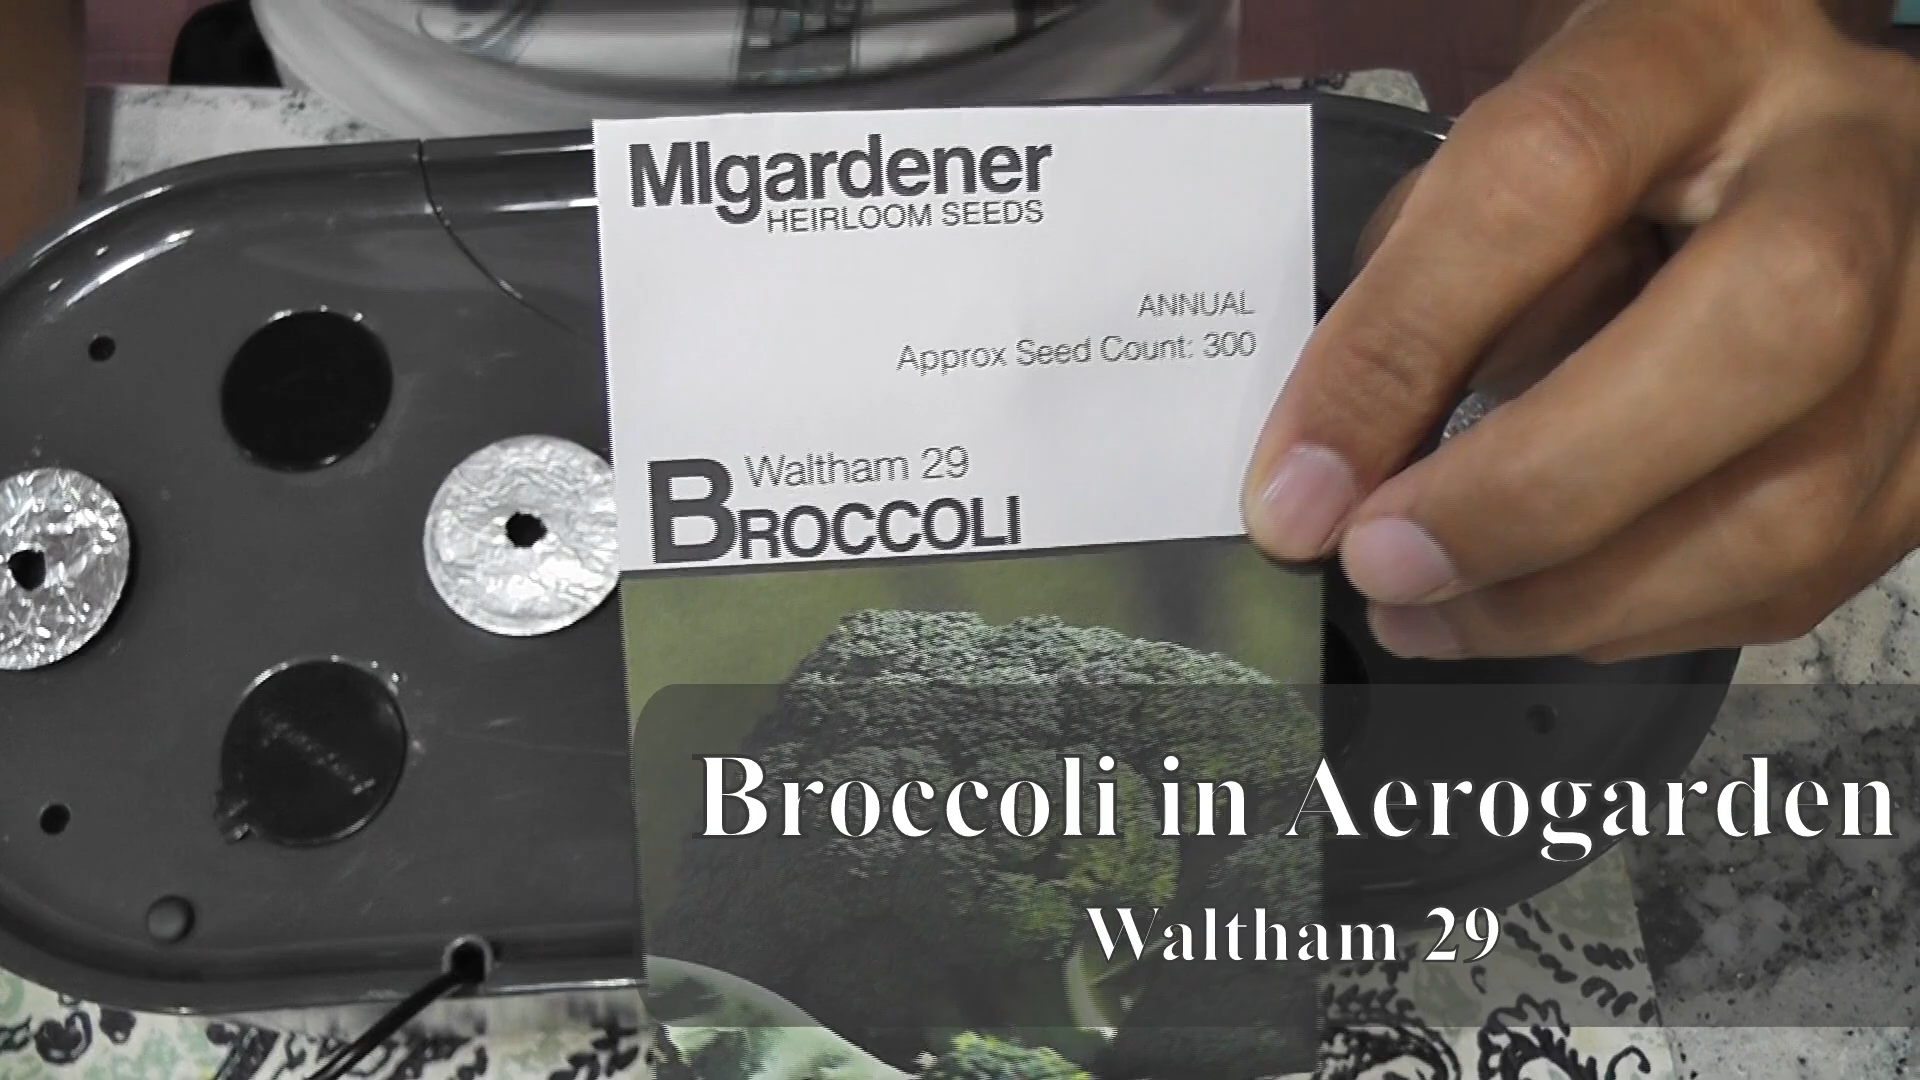 MIgardener
HEIRLOOM SEEDS
ANNUAL
Approx Seed Count: 300
Waltham 29
BROCCOLI
Broccoli in Aerogarden
Waltham 29